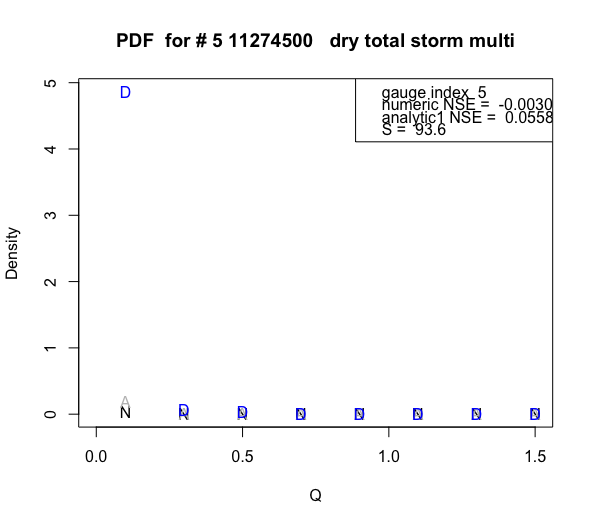 PDF  for # 5 11274500   dry total storm multi
gauge index  5
numeric NSE =  -0.0030
analytic1 NSE =  0.0558
S =  93.6
Density
5
4
3
2
1
0
D
A
N
N D
N D
N D
N D
N D
N D
N D
0.0 0.5 1.0 1.5
Q